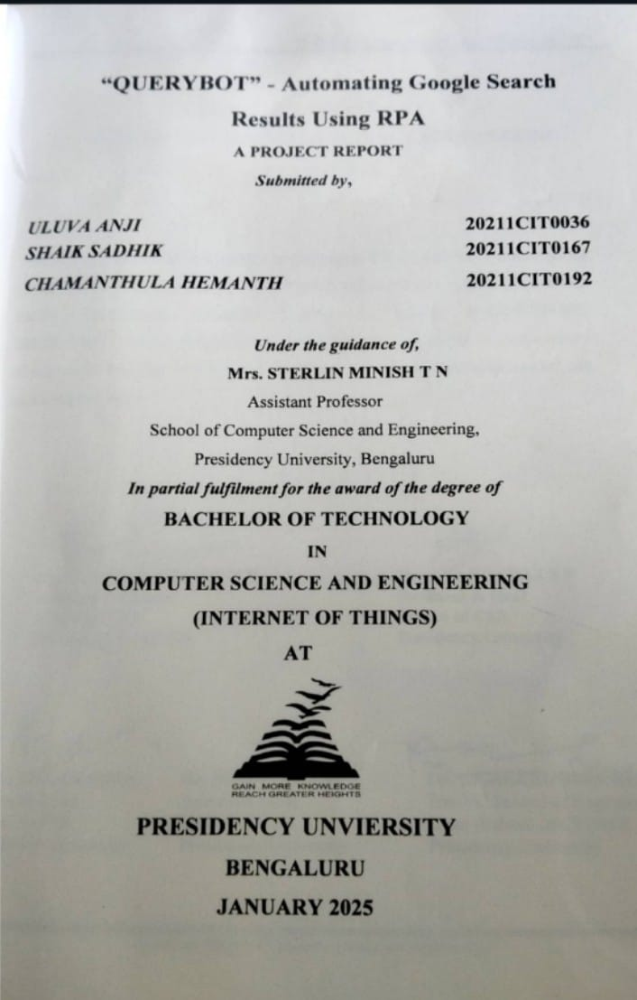 “QUERYBOT” - Automating Google Search
Results Using RPA
A PROJECT REPORT
Submitted by,
ULUVA ANJI 20211CIT0036
SHAIK SADHIK 20211CIT0167
CHAMANTHULA HEMANTH 20211CIT0192
Under the guidance of,
Mrs. STERLIN MINISH T N
Assistant Professor
School of Computer Science and Engineering,
Presidency University, Bengaluru
In partial fulfilment for the award of the degree of
BACHELOR OF TECHNOLOGY
IN
COMPUTER SCIENCE AND ENGINEERING
(INTERNET OF THINGS)
AT
GAIN MORE KNOWLEDGE
REACH GREATER HEIGHTS
PRESIDENCY UNVIERSITY
BENGALURU
JANUARY 2025